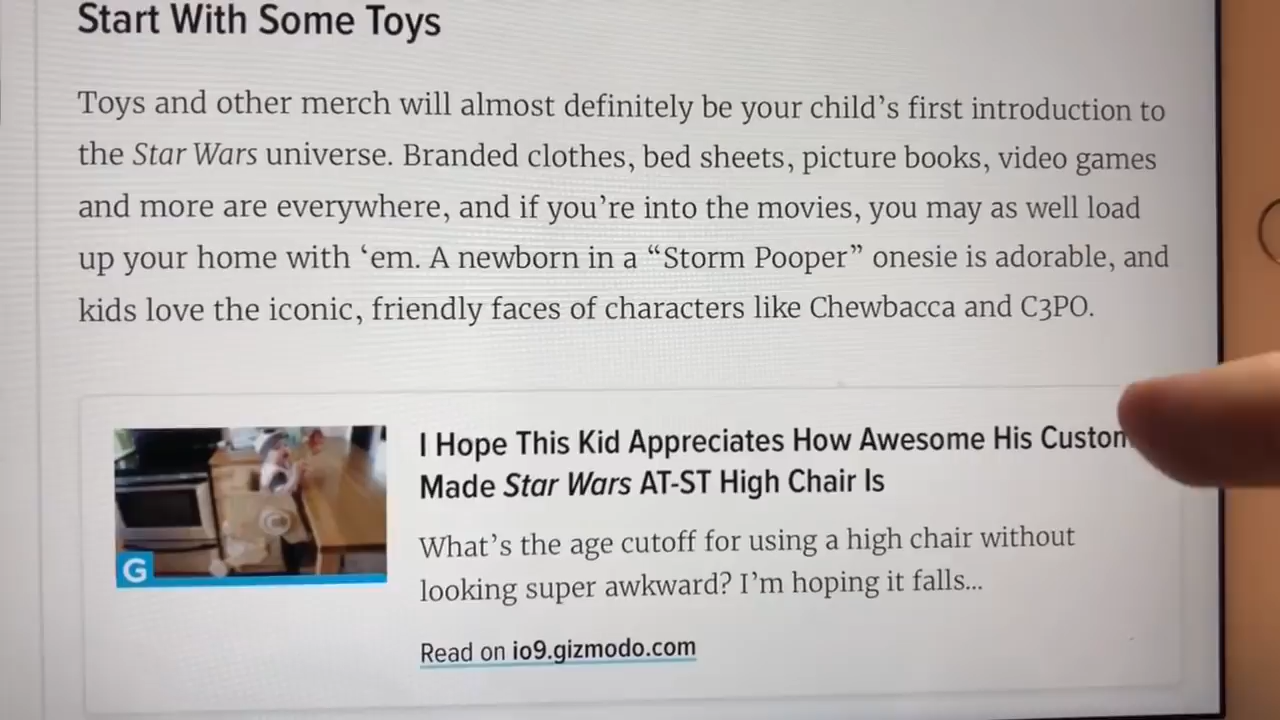 Start With Some Toys
Toys and other merch will almost definitely be your child’s first introduction to
the Star Wars universe. Branded clothes, bed sheets, picture books, video games
and more are everywhere, and if you’re into the movies, you may as well load
up your home with ‘em. A newborn in a “Storm Pooper” onesie is adorable, and
kids love the iconic, friendly faces of characters like Chewbacca and C3PO.
I Hope This Kid Appreciates How Awesome His
Made Star Wars AT-ST High Chair Is
What’s the age cutoff for using a high chair without
looking super awkward? I’m hoping it falls...
G
Read on io9.gizmodo.com